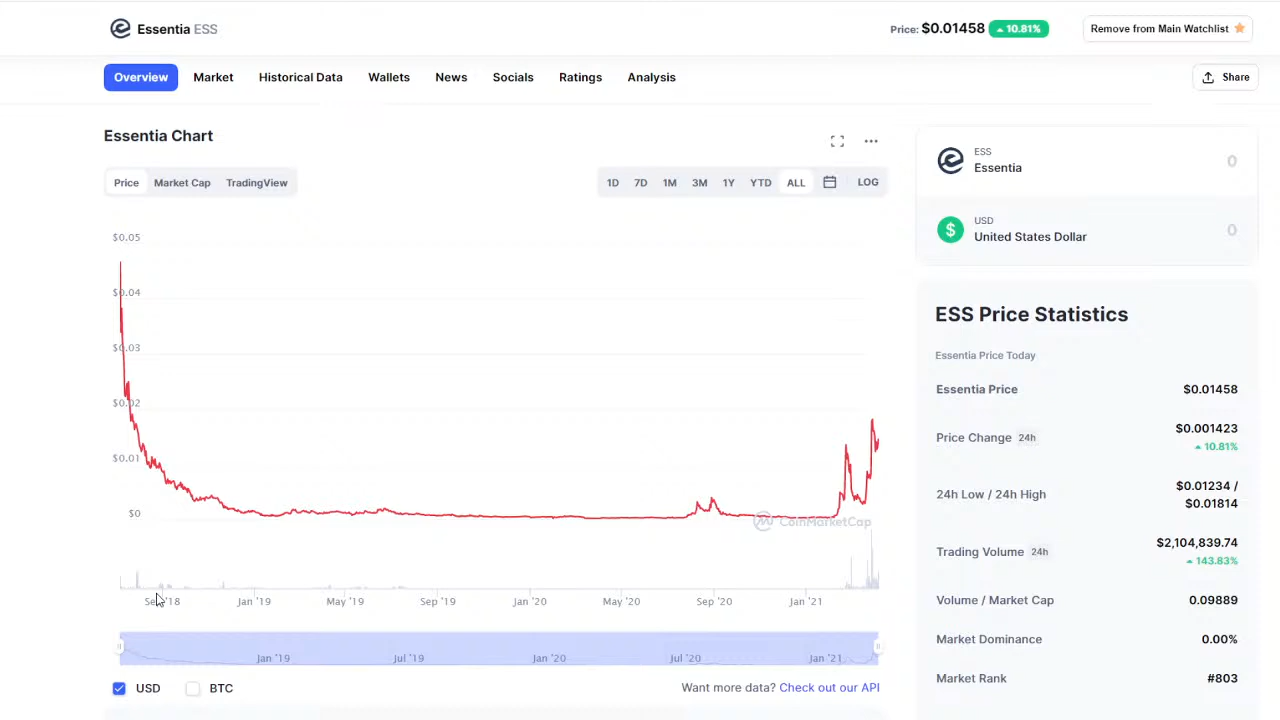 Essentia ESS
Price: $0.01458 10.81%
Remove from Main Watchlist
Overview Market Historical Data Wallets News Socials Ratings Analysis
Share
Essentia Chart
Price Market Cap TradingView
1D 7D 1M 3M 1Y YTD ALL LOG
$0.05
$0.04
$0.03
$0.02
$0.01
$0
CoinMarketCap
Sep '18 Jan '19 May '19 Sep '19 Jan '20 May '20 Sep '20 Jan '21
Jan '19 Jul '19 Jan '20 Jul '20 Jan '21
USD BTC
Want more data? Check out our API
ESS
Essentia
0
USD
United States Dollar
0
$
ESS Price Statistics
Essentia Price Today
Essentia Price $0.01458
Price Change 24h $0.001423
10.81%
24h Low / 24h High $0.01234 /
$0.01814
Trading Volume 24h $2,104,839.74
143.83%
Volume / Market Cap 0.09889
Market Dominance 0.00%
Market Rank #803